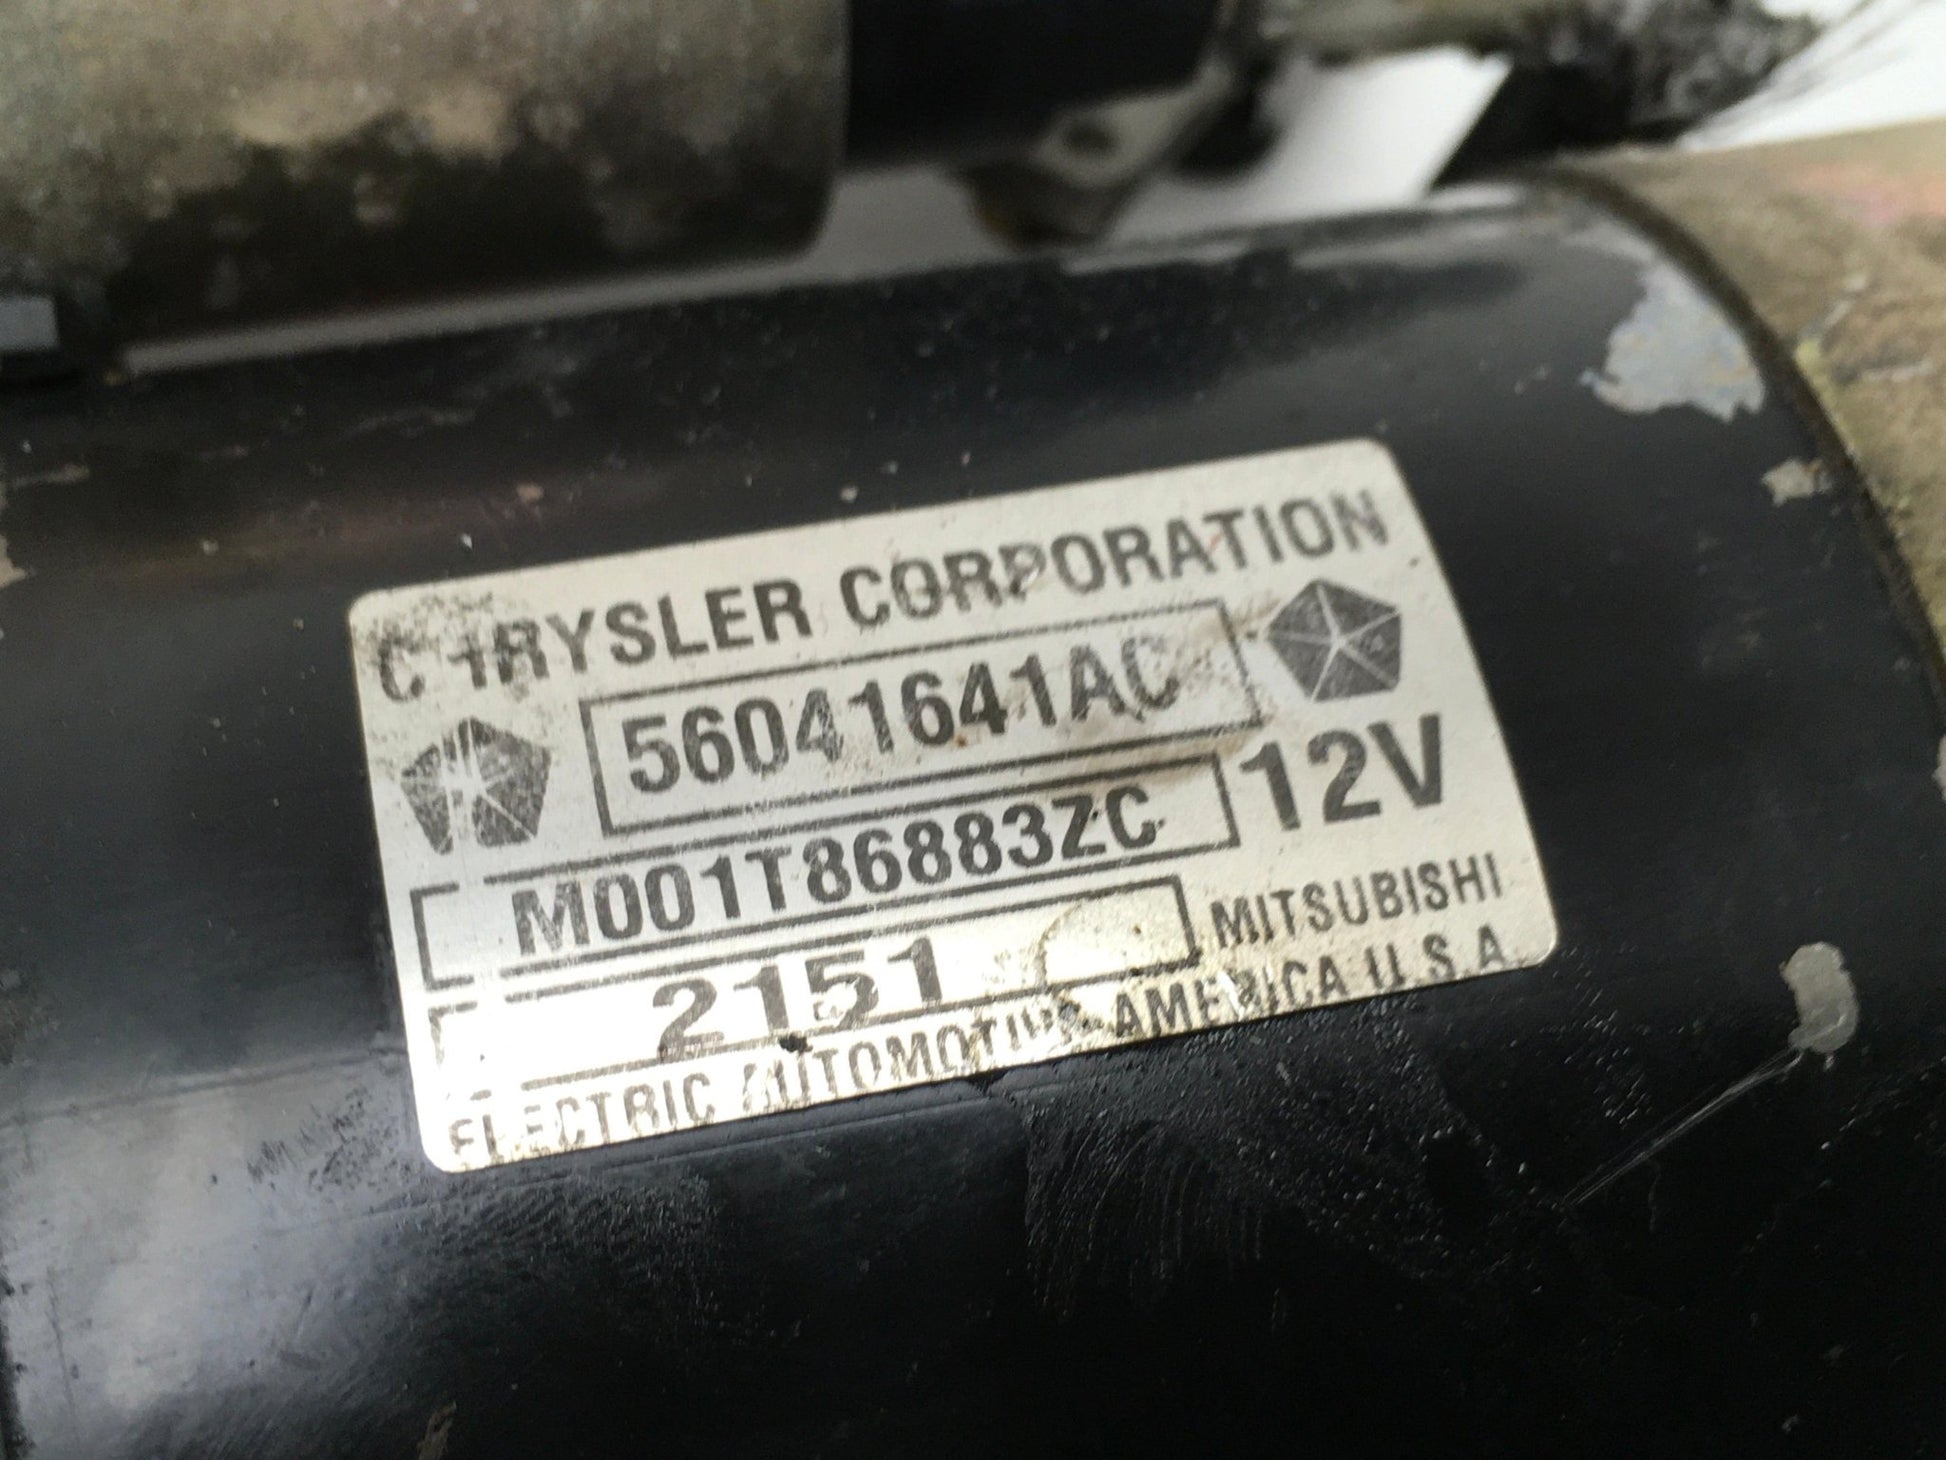 CHRYSLER CORPORATION
56041641AC
M001T86883ZC
12V
2151
MITSUBISHI
ELECTRIC AUTOMOTIVE AMERICA U.S.A.